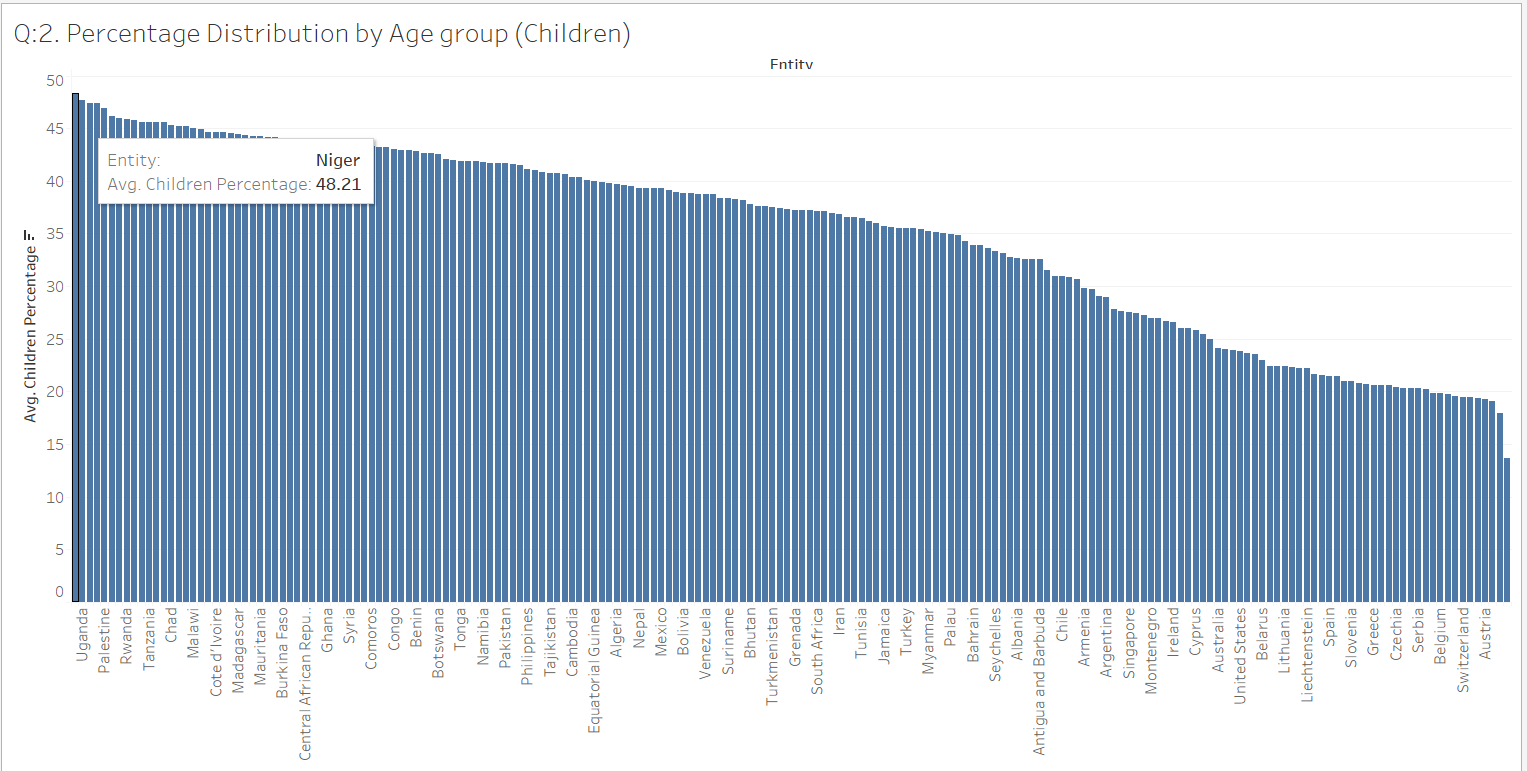 Q:2. Percentage Distribution by Age group (Children)
Entity
50
45
40
35
30
25
20
15
10
5
0
Avg. Children Percentage
Entity: Niger
Avg. Children Percentage: 48.21
Uganda
Palestine
Rwanda
Tanzania
Chad
Malawi
Cote d'Ivoire
Madagascar
Mauritania
Burkina Faso
Central African Repu..
Ghana
Syria
Comoros
Congo
Benin
Botswana
Tonga
Namibia
Pakistan
Philippines
Tajikistan
Cambodia
Equatorial Guinea
Algeria
Nepal
Mexico
Bolivia
Venezuela
Suriname
Bhutan
Turkmenistan
Grenada
South Africa
Iran
Tunisia
Jamaica
Turkey
Myanmar
Palau
Bahrain
Seychelles
Albania
Antigua and Barbuda
Chile
Armenia
Argentina
Singapore
Montenegro
Ireland
Cyprus
Australia
United States
Belarus
Lithuania
Liechtenstein
Spain
Slovenia
Greece
Czechia
Serbia
Belgium
Switzerland
Austria